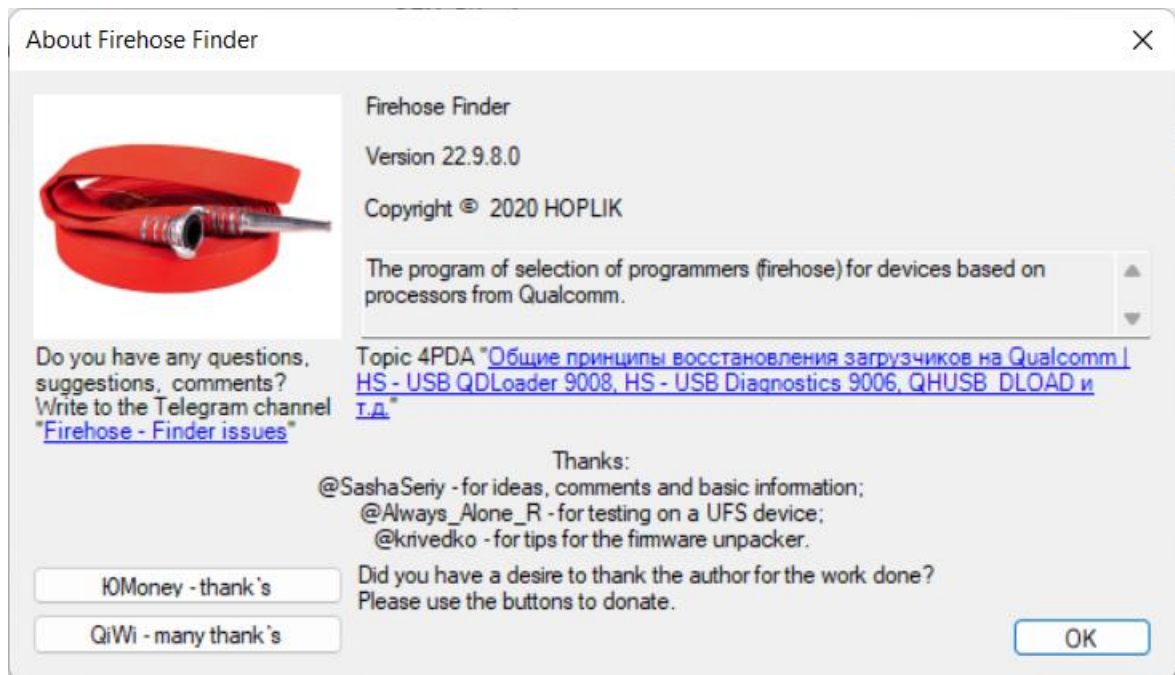 About Firehose Finder
Firehose Finder
Version 22.9.8.0
Copyright © 2020 HOPLIK
The program of selection of programmers (firehose) for devices based on
processors from Qualcomm.
Do you have any questions,
suggestions, comments?
Write to the Telegram channel
"Firehose - Finder issues"
Topic 4PDA "Общие принципы восстановления загрузчиков на Qualcomm |
HS - USB QDLoader 9008, HS - USB Diagnostics 9006, QHUSB_DLOAD и
т.д."
Thanks:
@SashaSeriy - for ideas, comments and basic information;
@Always_Alone_R - for testing on a UFS device;
@krivedko - for tips for the firmware unpacker.
ЮMoney - thank`s
QiWi - many thank`s
Did you have a desire to thank the author for the work done?
Please use the buttons to donate.
OK